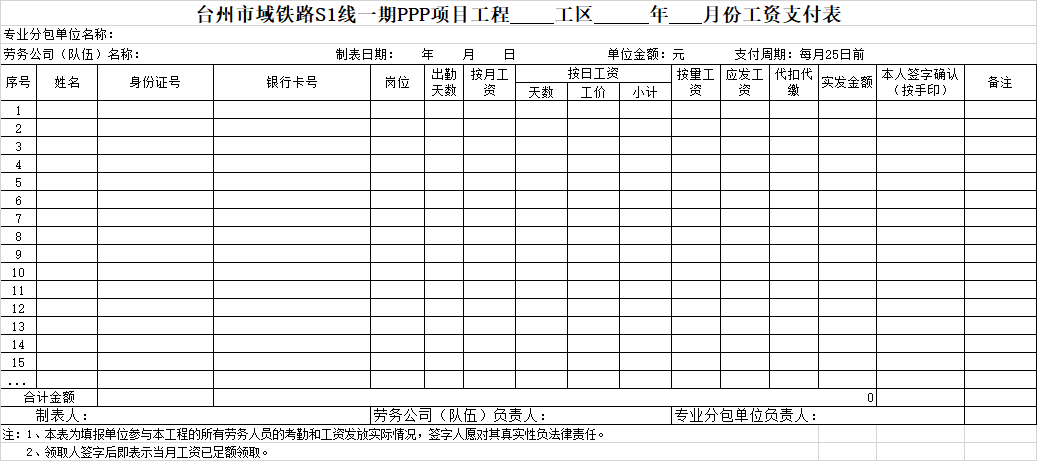 台州市域铁路S1线一期PPP项目工程_____工区______年___月份工资支付表
专业分包单位名称：
劳务公司（队伍）名称： 制表日期： 年 月 日 单位金额：元 支付周期：每月25日前
序号 姓名 身份证号 银行卡号 岗位 出勤天数 按月工资 按日工资 按量工资 应发工资 代扣代缴 实发金额 本人签字确认（按手印） 备注
天数 工价 小计
1
2
3
4
5
6
7
8
9
10
11
12
13
14
15
...
合计金额 0
制表人： 劳务公司（队伍）负责人： 专业分包单位负责人：
注：1、本表为填报单位参与本工程的所有劳务人员的考勤和工资发放实际情况，签字人愿对其真实性负法律责任。
2、领取人签字后即表示当月工资已足额领取。